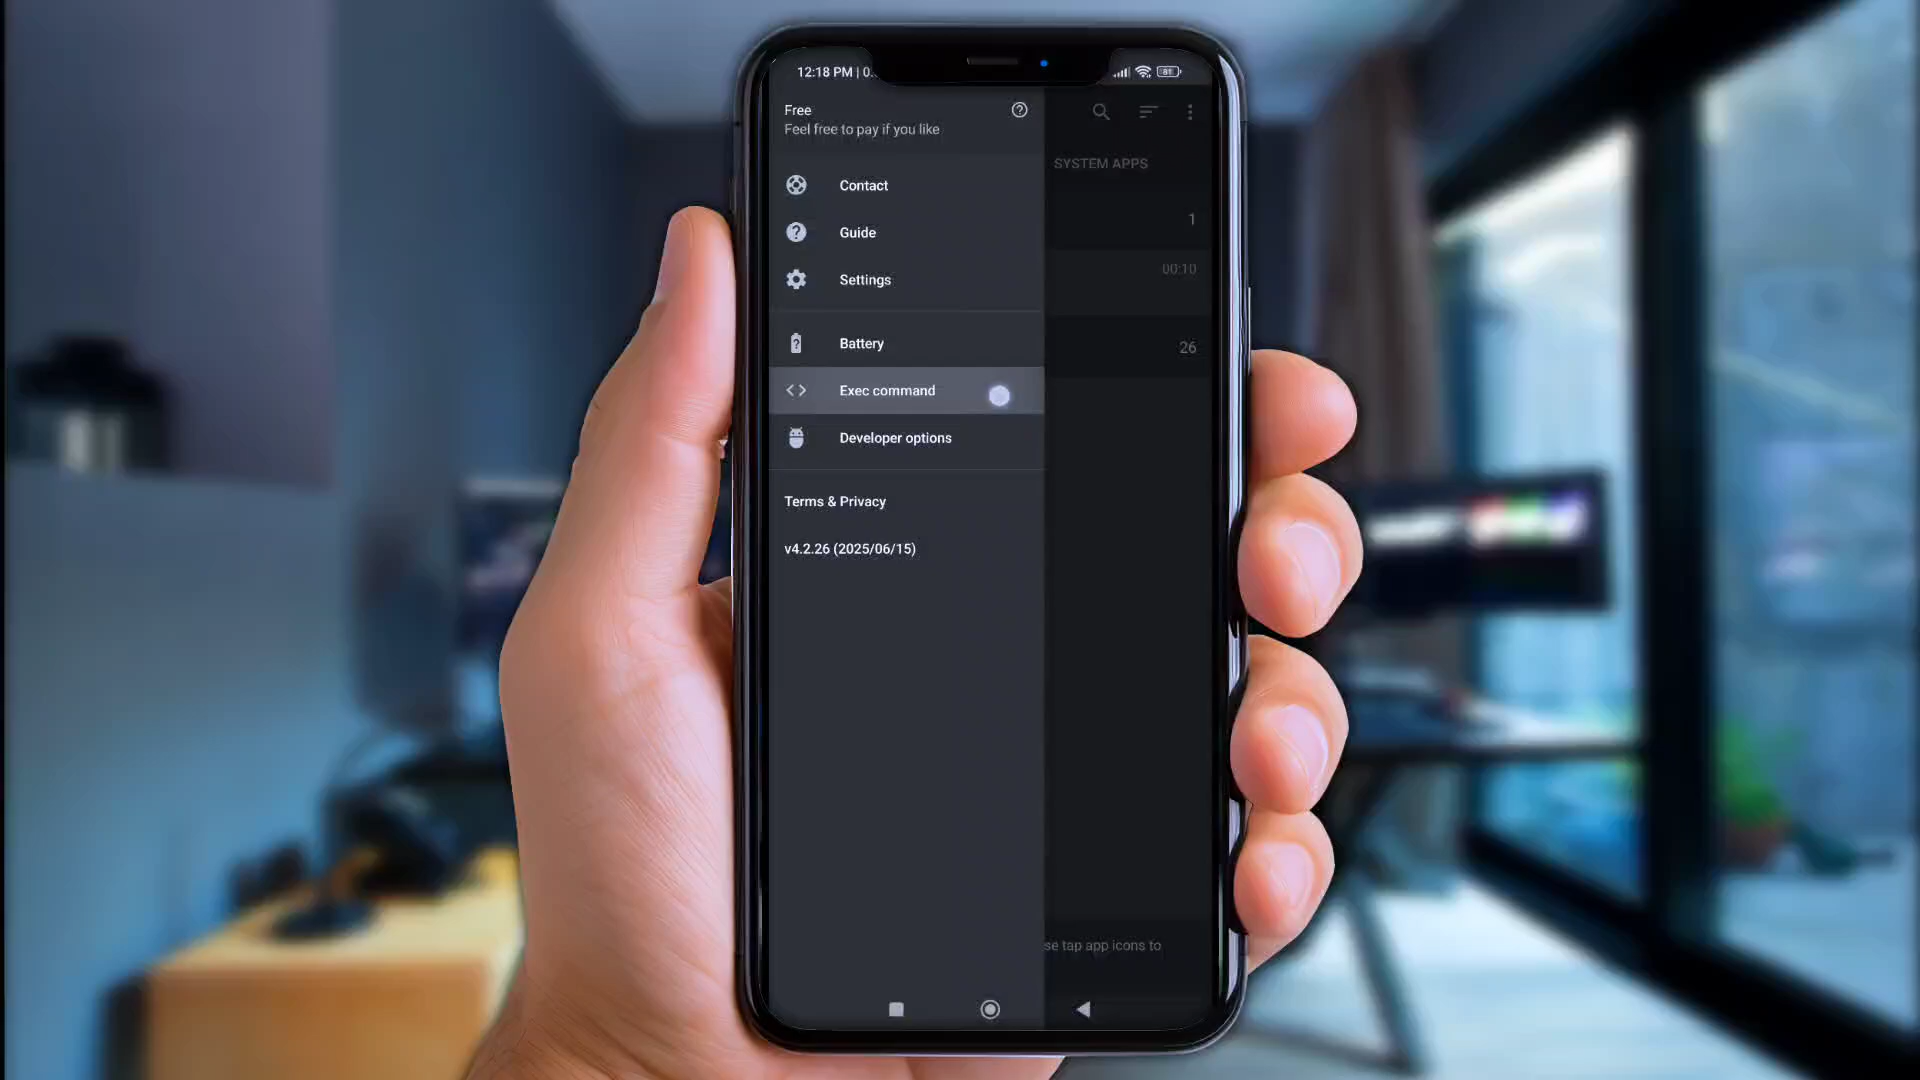 12:18 PM | 0.
81
Free
Feel free to pay if you like
Contact
Guide
Settings
Battery
Exec command
Developer options
Terms & Privacy
v4.2.26 (2025/06/15)
SYSTEM APPS
1
00:10
26
se tap app icons to